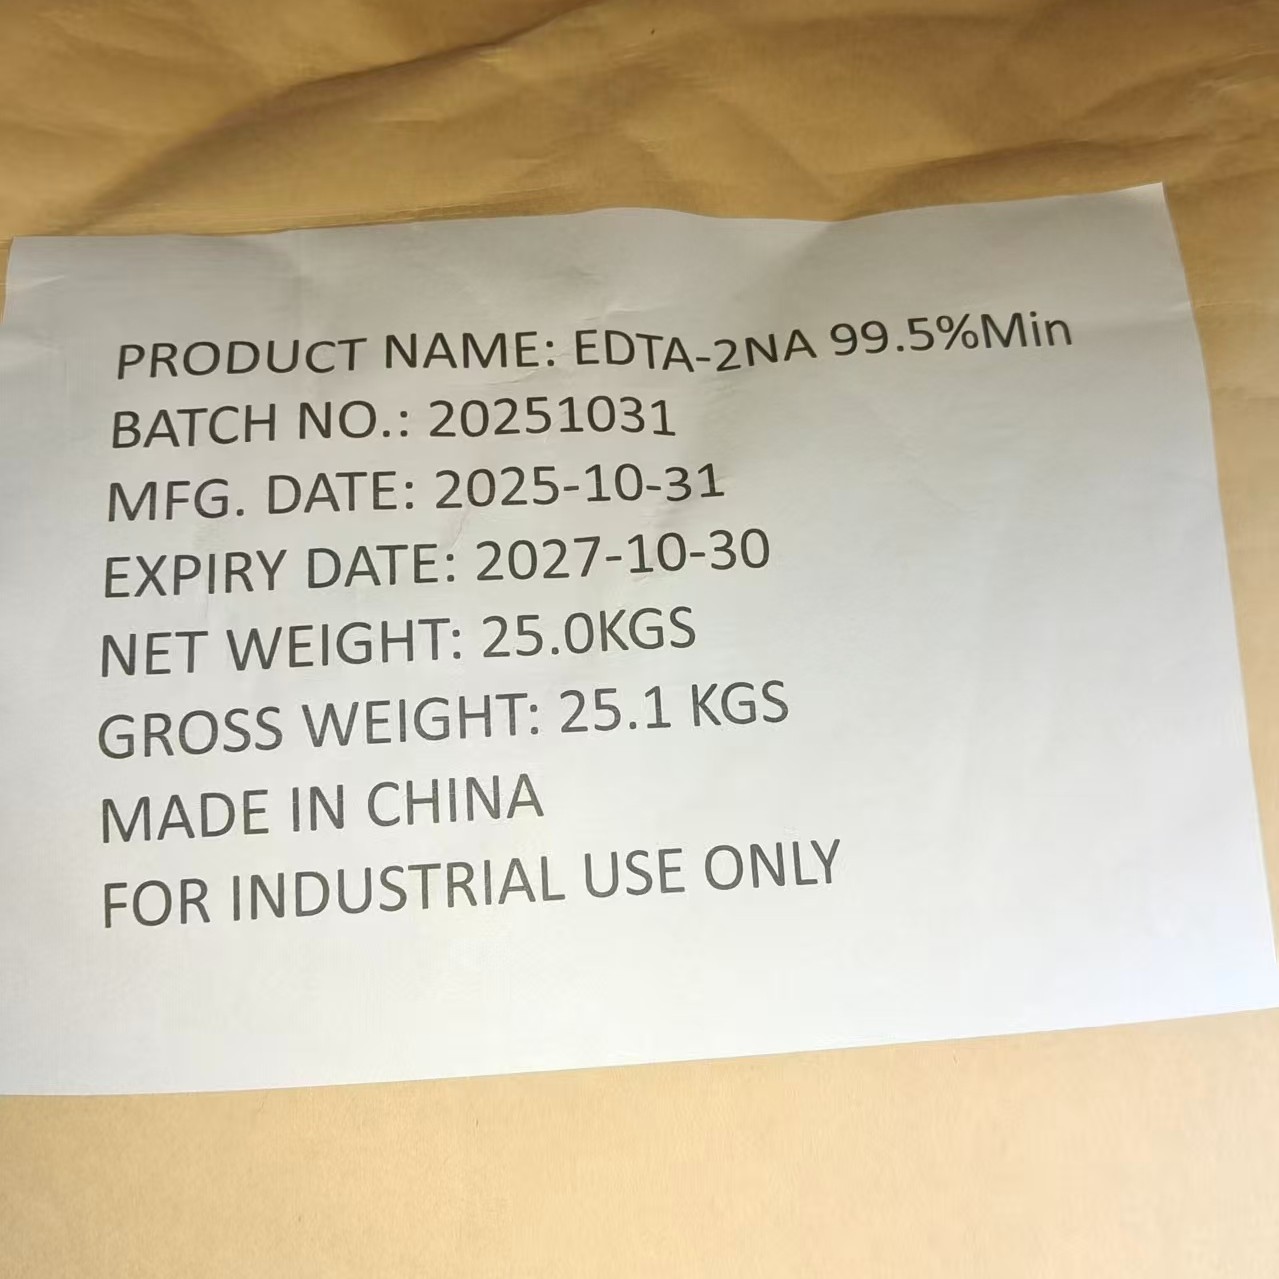 PRODUCT NAME: EDTA-2NA 99.5%Min
BATCH NO.: 20251031
MFG. DATE: 2025-10-31
EXPIRY DATE: 2027-10-30
NET WEIGHT: 25.0KGS
GROSS WEIGHT: 25.1 KGS
MADE IN CHINA
FOR INDUSTRIAL USE ONLY